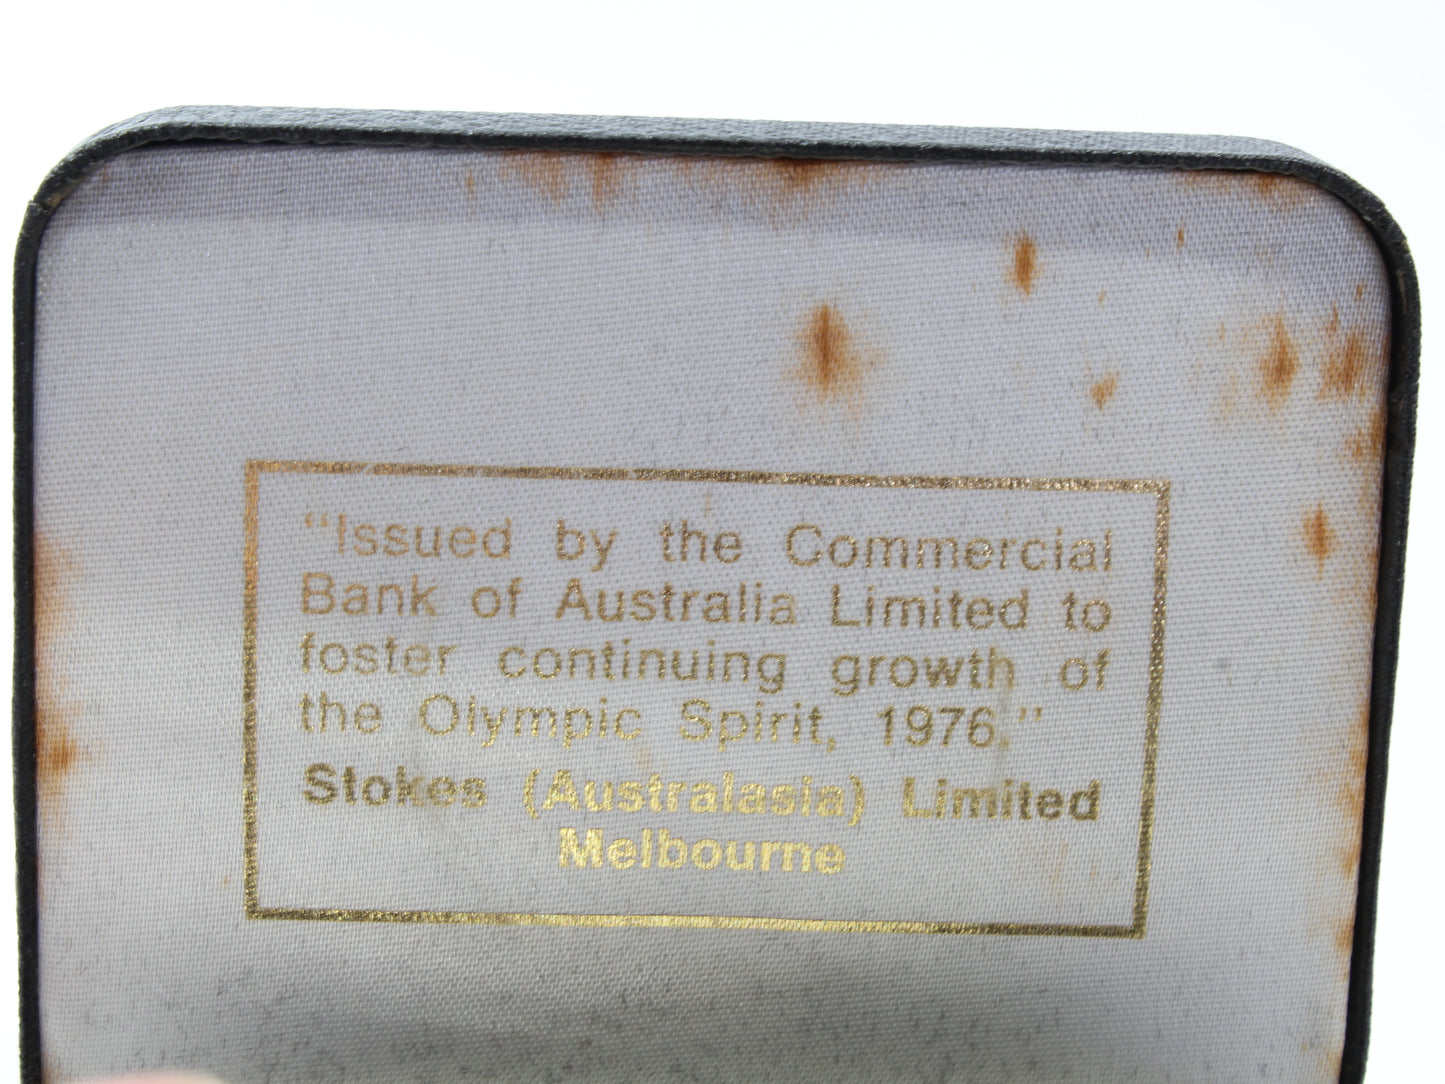 "Issued by the Commercial
Bank of Australia Limited to
foster continuing growth of
the Olympic Spirit, 1976."
Stokes (Australasia) Limited
Melbourne